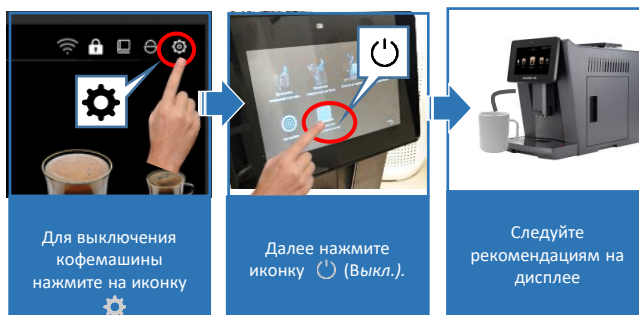 Для выключения
кофемашины
нажмите на иконку
Далее нажмите
иконку (Выкл.).
Следуйте
рекомендациям на
дисплее